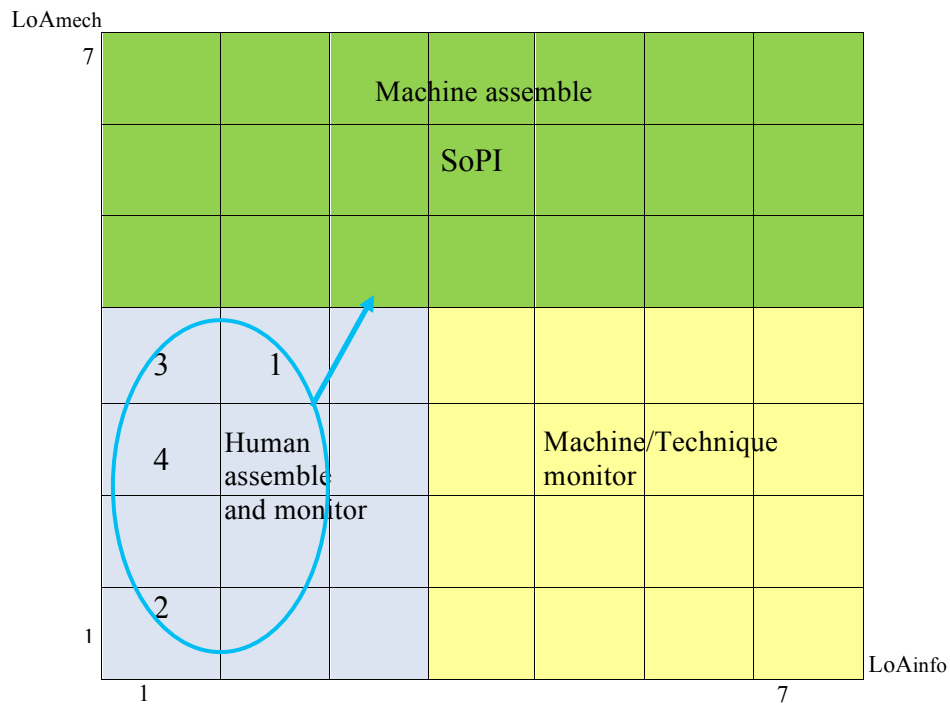 LoAmech
7
Machine assemble
SoPI
3 1
4
Human
assemble
and monitor
Machine/Technique
monitor
2
1
LoAinfo
1 7